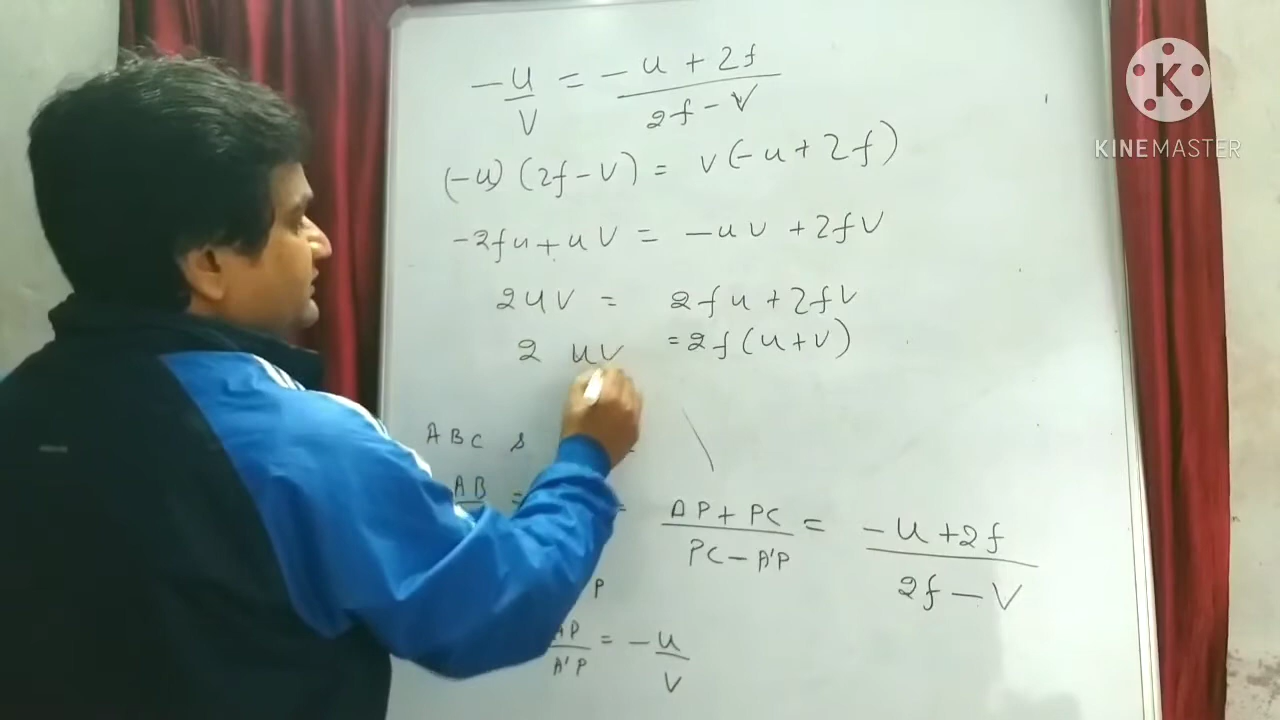 -u/v = -u + 2f / 2f - v
(-u) (2f - v) = v (-u + 2f)
-2fu + uv = -uv + 2fv
2uv = 2fu + 2fv
2 uv = 2f (u + v)
ABC s
AB =
AP + PC / PC - A'P = -u + 2f / 2f - v
P
AP / A'P = -u/v
K
KINEMASTER